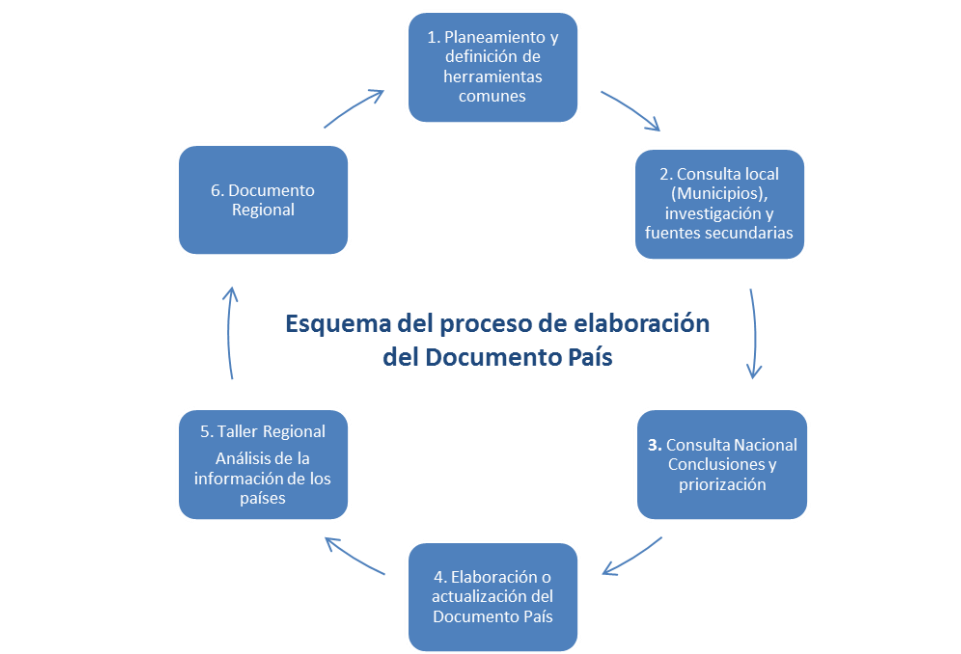 1. Planeamiento y
definición de
herramientas
comunes
2. Consulta local
(Municipios),
investigación y
fuentes secundarias
3. Consulta Nacional
Conclusiones y
priorización
4. Elaboración o
actualización del
Documento País
5. Taller Regional
Análisis de la
información de los
países
6. Documento
Regional
Esquema del proceso de elaboración
del Documento País